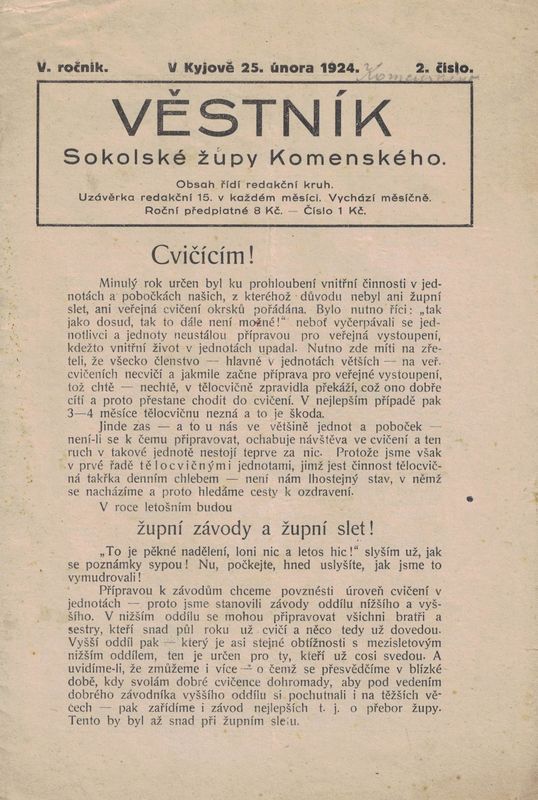 V. ročník. V Kyjově 25. února 1924. 2. číslo.
Komenského
VĚSTNÍK
Sokolské župy Komenského.
Obsah řídí redakční kruh.
Uzávěrka redakční 15. v každém měsíci. Vychází měsíčně.
Roční předplatné 8 Kč. — Číslo 1 Kč.
Cvičícím!
Minulý rok určen byl ku prohloubení vnitřní činnosti v jed-
notách a pobočkách našich, z kteréhož důvodu nebyl ani župní
slet, ani veřejná cvičení okrsků pořádána. Bylo nutno říci: „tak
jako dosud, tak to dále není možné!“ neboť vyčerpávali se jed-
notlivci a jednoty neustálou přípravou pro veřejná vystoupení,
kdežto vnitřní život v jednotách upadal. Nutno zde míti na zře-
teli, že všecko členstvo — hlavně v jednotách větších — na veř.
cvičeních necvičí a jakmile začne příprava pro veřejné vystoupení,
tož chtě — nechtě, v tělocvičně zpravidla překáží, což ono dobře
cítí a proto přestane chodit do cvičení. V nejlepším případě pak
3—4 měsíce tělocvičnu nezná a to je škoda.
Jinde zas — a to u nás ve většině jednot a poboček —
není-li se k čemu připravovat, ochabuje návštěva ve cvičení a ten
ruch v takové jednotě nestojí teprve za nic. Protože jsme však
v prvé řadě tělocvičnými jednotami, jimž jest činnost tělocvič-
ná takřka denním chlebem — není nám lhostejný stav, v němž
se nacházíme a proto hledáme cesty k ozdravení.
V roce letošním budou
župní závody a župní slet!
„To je pěkné nadělení, loni nic a letos hic!“ slyším už, jak
se poznámky sypou! Nu, počkejte, hned uslyšíte, jak jsme to
vymudrovali!
Přípravou k závodům chceme povznésti úroveň cvičení v
jednotách — proto jsme stanovili závody oddílu nížšího a vyš-
šího. V nižším oddílu se mohou připravovat všichni bratři a
sestry, kteří snad půl roku už cvičí a něco tedy už dovedou.
Vyšší oddíl pak — který je asi stejné obtížnosti s mezisletovým
nižším oddílem, ten je určen pro ty, kteří už cosi svedou. A
uvidíme-li, že zmůžeme i více — o čemž se přesvědčíme v blízké
době, kdy svolám dobré cvičence dohromady, aby pod vedením
dobrého závodníka vyššího oddílu si pochutnali i na těžších vě-
cech — pak zařídíme i závod nejlepších t. j. o přebor župy.
Tento by byl až snad při župním sletu.